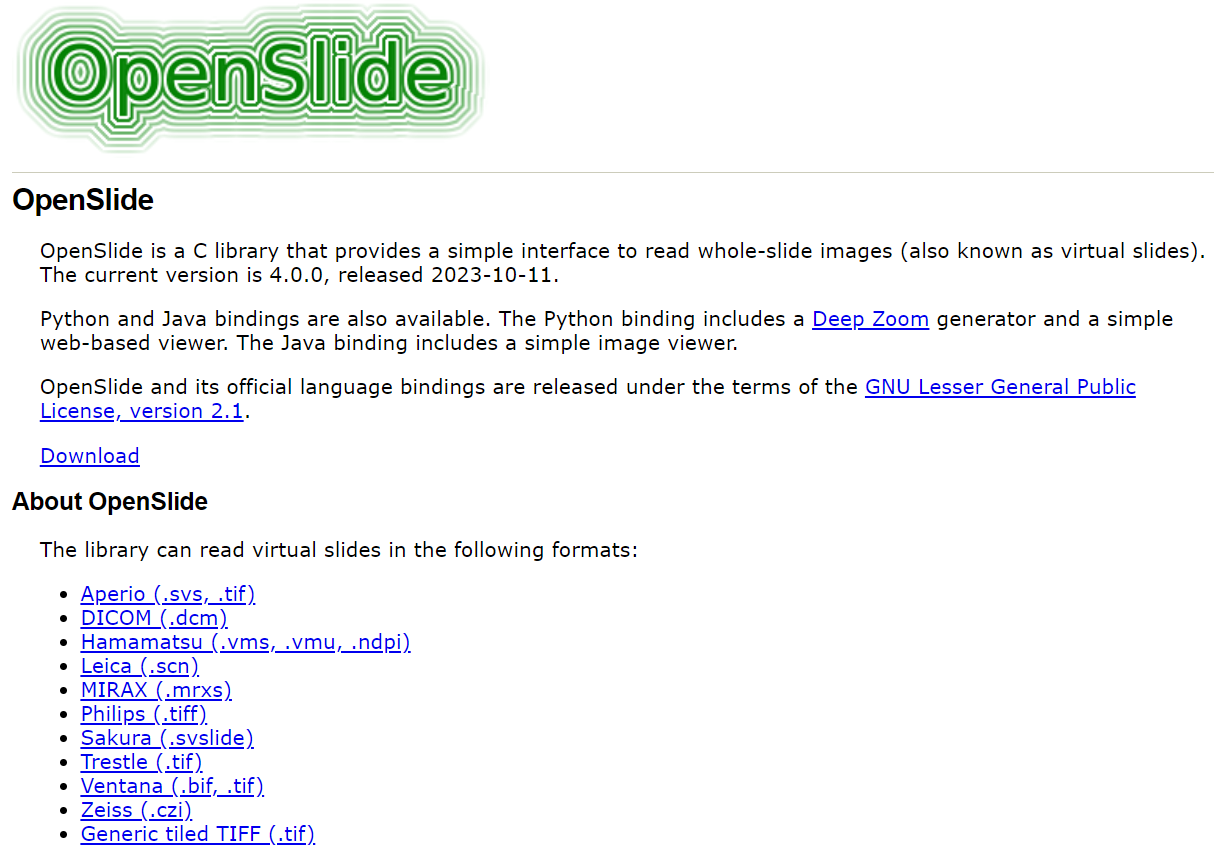 OpenSlide
OpenSlide
OpenSlide is a C library that provides a simple interface to read whole-slide images (also known as virtual slides).
The current version is 4.0.0, released 2023-10-11.
Python and Java bindings are also available. The Python binding includes a Deep Zoom generator and a simple
web-based viewer. The Java binding includes a simple image viewer.
OpenSlide and its official language bindings are released under the terms of the GNU Lesser General Public
License, version 2.1.
Download
About OpenSlide
The library can read virtual slides in the following formats:
• Aperio (.svs, .tif)
• DICOM (.dcm)
• Hamamatsu (.vms, .vmu, .ndpi)
• Leica (.scn)
• MIRAX (.mrxs)
• Philips (.tiff)
• Sakura (.svslide)
• Trestle (.tif)
• Ventana (.bif, .tif)
• Zeiss (.czi)
• Generic tiled TIFF (.tif)